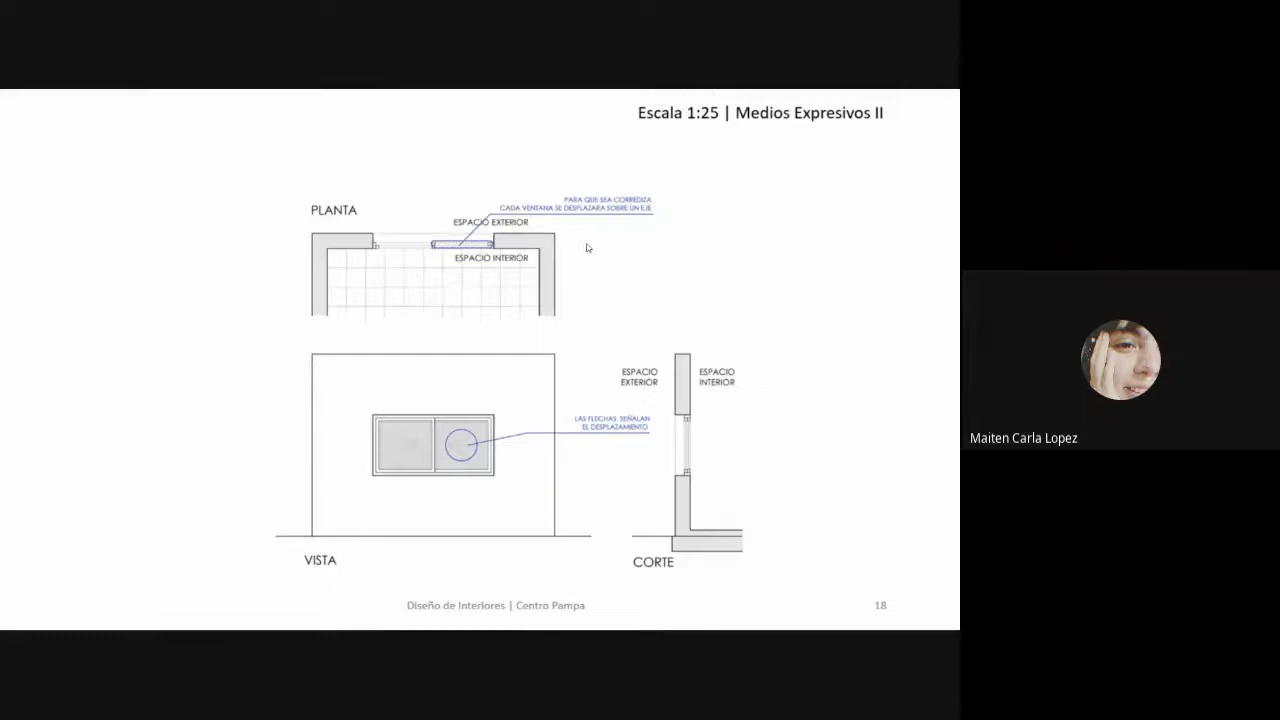 Escala 1:25 | Medios Expresivos II
PARA QUE SEA CORREDIZA
CADA VENTANA SE DESPLAZARA SOBRE UN EJE
PLANTA
ESPACIO EXTERIOR
ESPACIO INTERIOR
ESPACIO
EXTERIOR
ESPACIO
INTERIOR
LAS FLECHAS SEÑALAN
EL DESPLAZAMIENTO
VISTA
CORTE
Diseño de Interiores | Centro Pampa
18
Maiten Carla Lopez